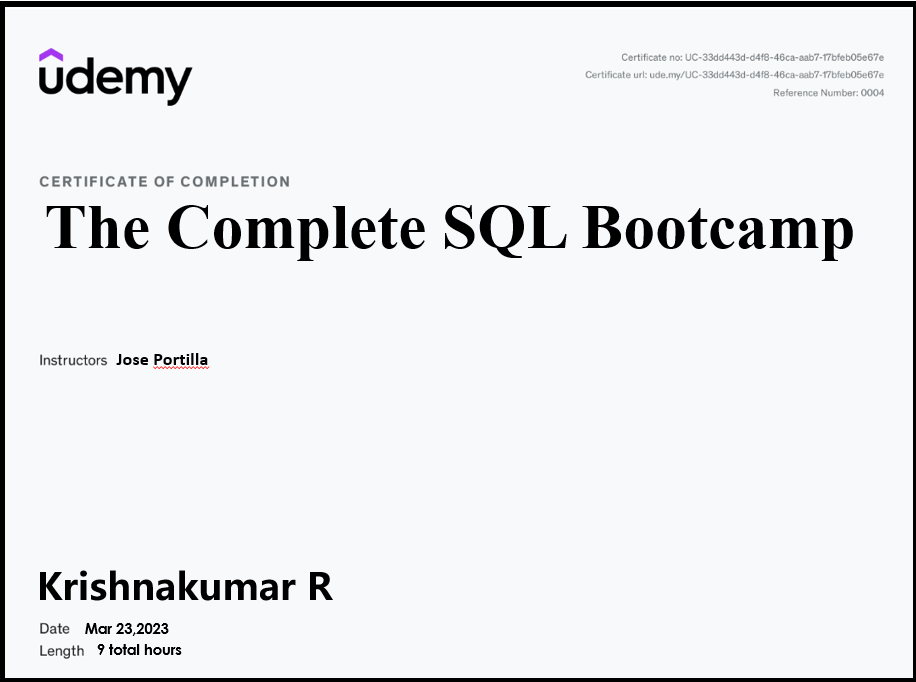 udemy
Certificate no: UC-33dd443d-d4f8-46ca-aab7-17bfeb05e67e
Certificate url: ude.my/UC-33dd443d-d4f8-46ca-aab7-17bfeb05e67e
Reference Number: 0004
CERTIFICATE OF COMPLETION
The Complete SQL Bootcamp
Instructors Jose Portilla
Krishnakumar R
Date Mar 23,2023
Length 9 total hours